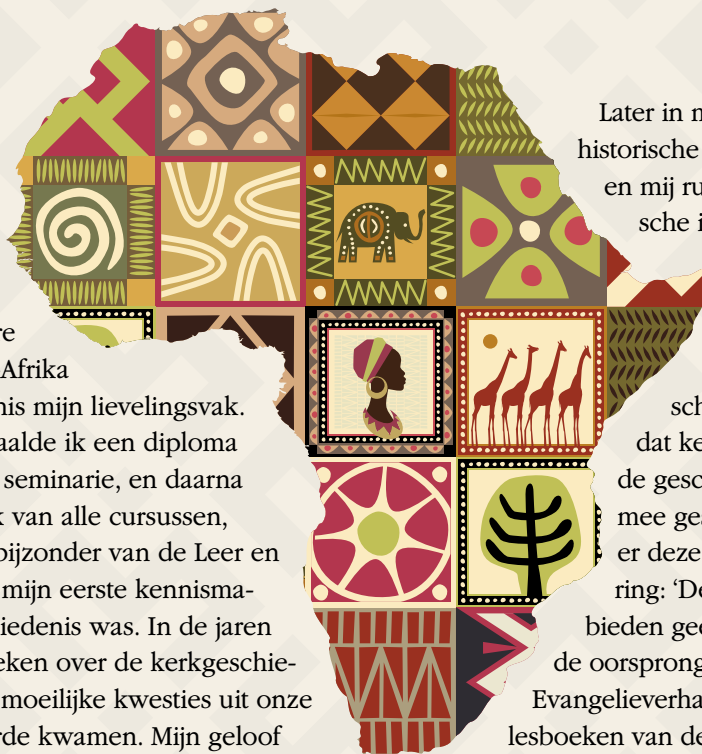 re
Afrika
nis mijn lievelingsvak.
aalde ik een diploma
seminarie, en daarna
k van alle cursussen,
bijzonder van de Leer en
mijn eerste kennisma-
iedenis was. In de jaren
eken over de kerkgeschie-
moeilijke kwesties uit onze
rde kwamen. Mijn geloof
Later in m
historische
en mij ru
sche i
sch
dat ke
de gesc
mee gea
er deze
ring: ‘De
bieden gee
de oorsprong
Evangelieverha
lesboeken van de